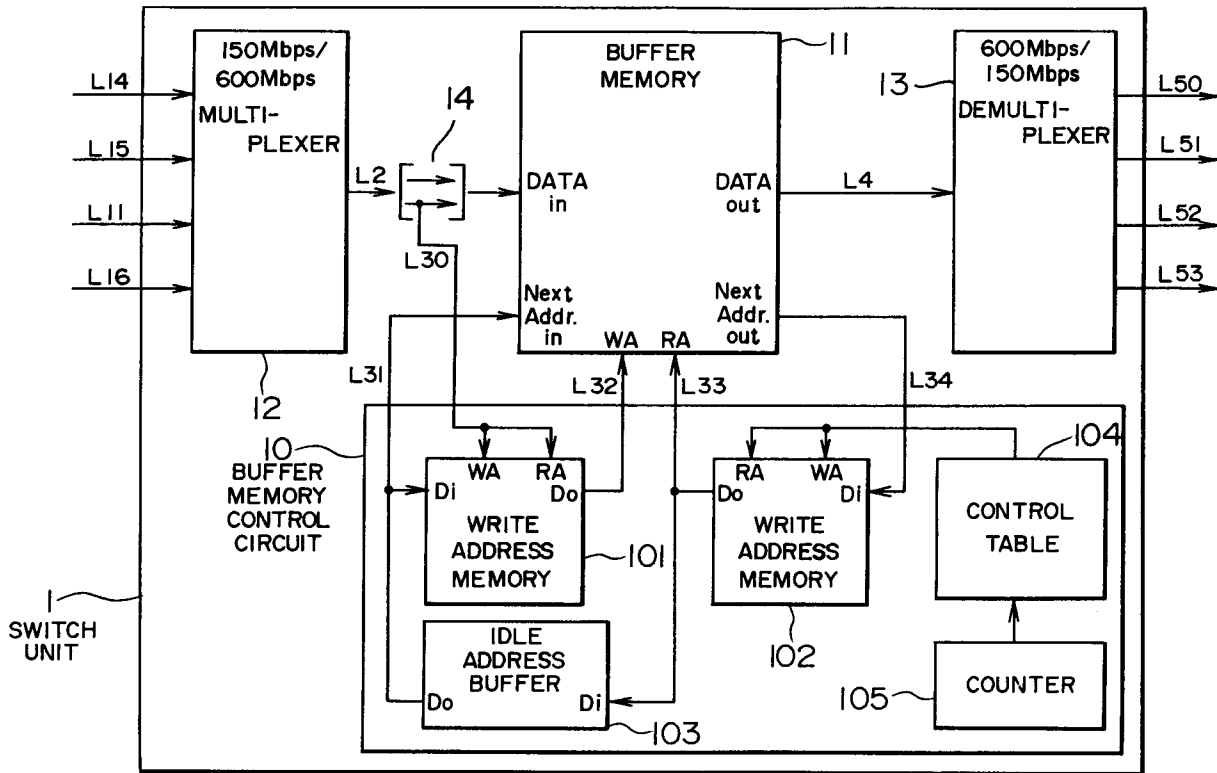 150Mbps/
600Mbps
MULTI-
PLEXER
12
L14
L15
L11
L16
L2
14
L30
BUFFER
MEMORY
11
DATA
in
DATA
out
Next
Addr.
in
WA
RA
Next
Addr.
out
L4
600Mbps/
150Mbps
DEMULTI-
PLEXER
13
L50
L51
L52
L53
L31
L32
L33
L34
10
BUFFER
MEMORY
CONTROL
CIRCUIT
WA
RA
Di
Do
WRITE
ADDRESS
MEMORY
101
RA
WA
Do
Di
WRITE
ADDRESS
MEMORY
102
104
CONTROL
TABLE
IDLE
ADDRESS
BUFFER
Do
Di
103
105
COUNTER
1
SWITCH
UNIT